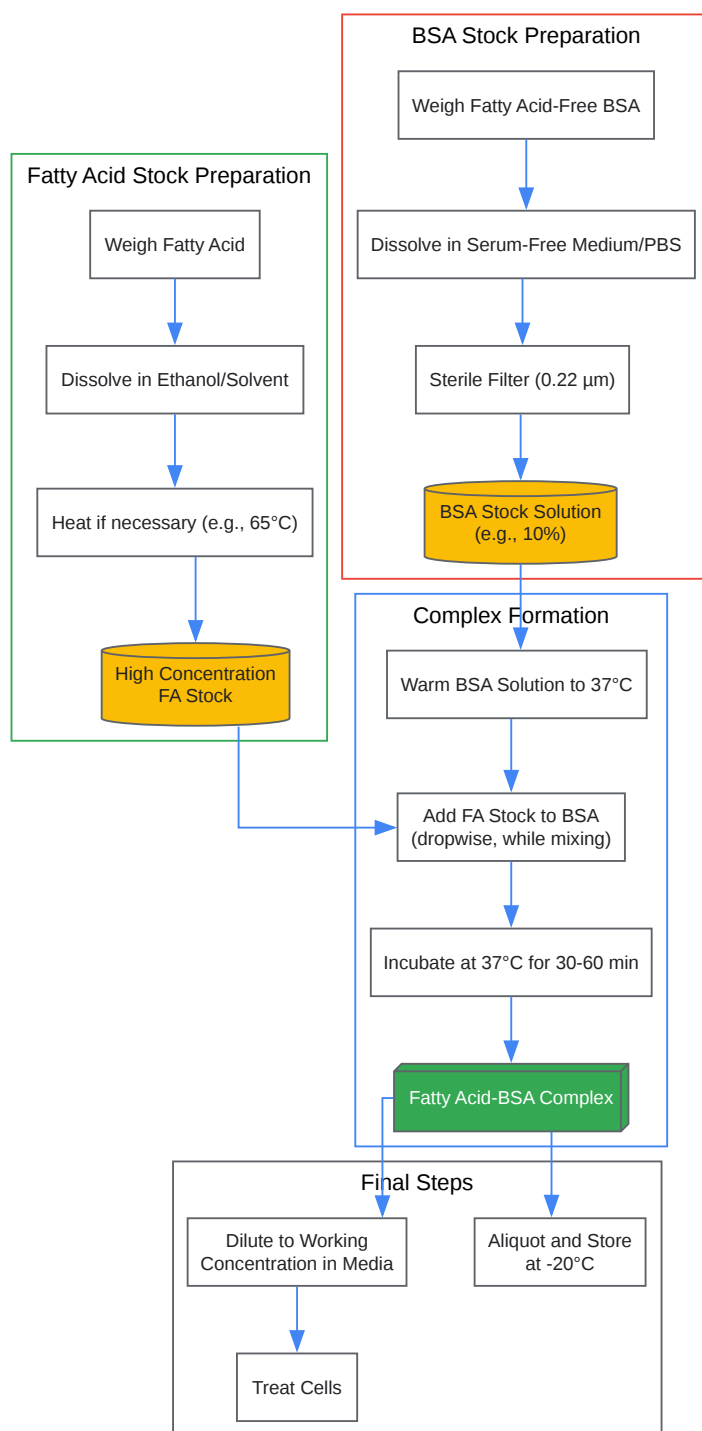 BSA Stock Preparation
Weigh Fatty Acid-Free BSA
Dissolve in Serum-Free Medium/PBS
Sterile Filter (0.22 µm)
BSA Stock Solution
(e.g., 10%)
Fatty Acid Stock Preparation
Weigh Fatty Acid
Dissolve in Ethanol/Solvent
Heat if necessary (e.g., 65°C)
High Concentration
FA Stock
Complex Formation
Warm BSA Solution to 37°C
Add FA Stock to BSA
(dropwise, while mixing)
Incubate at 37°C for 30-60 min
Fatty Acid-BSA Complex
Final Steps
Dilute to Working
Concentration in Media
Aliquot and Store
at -20°C
Treat Cells